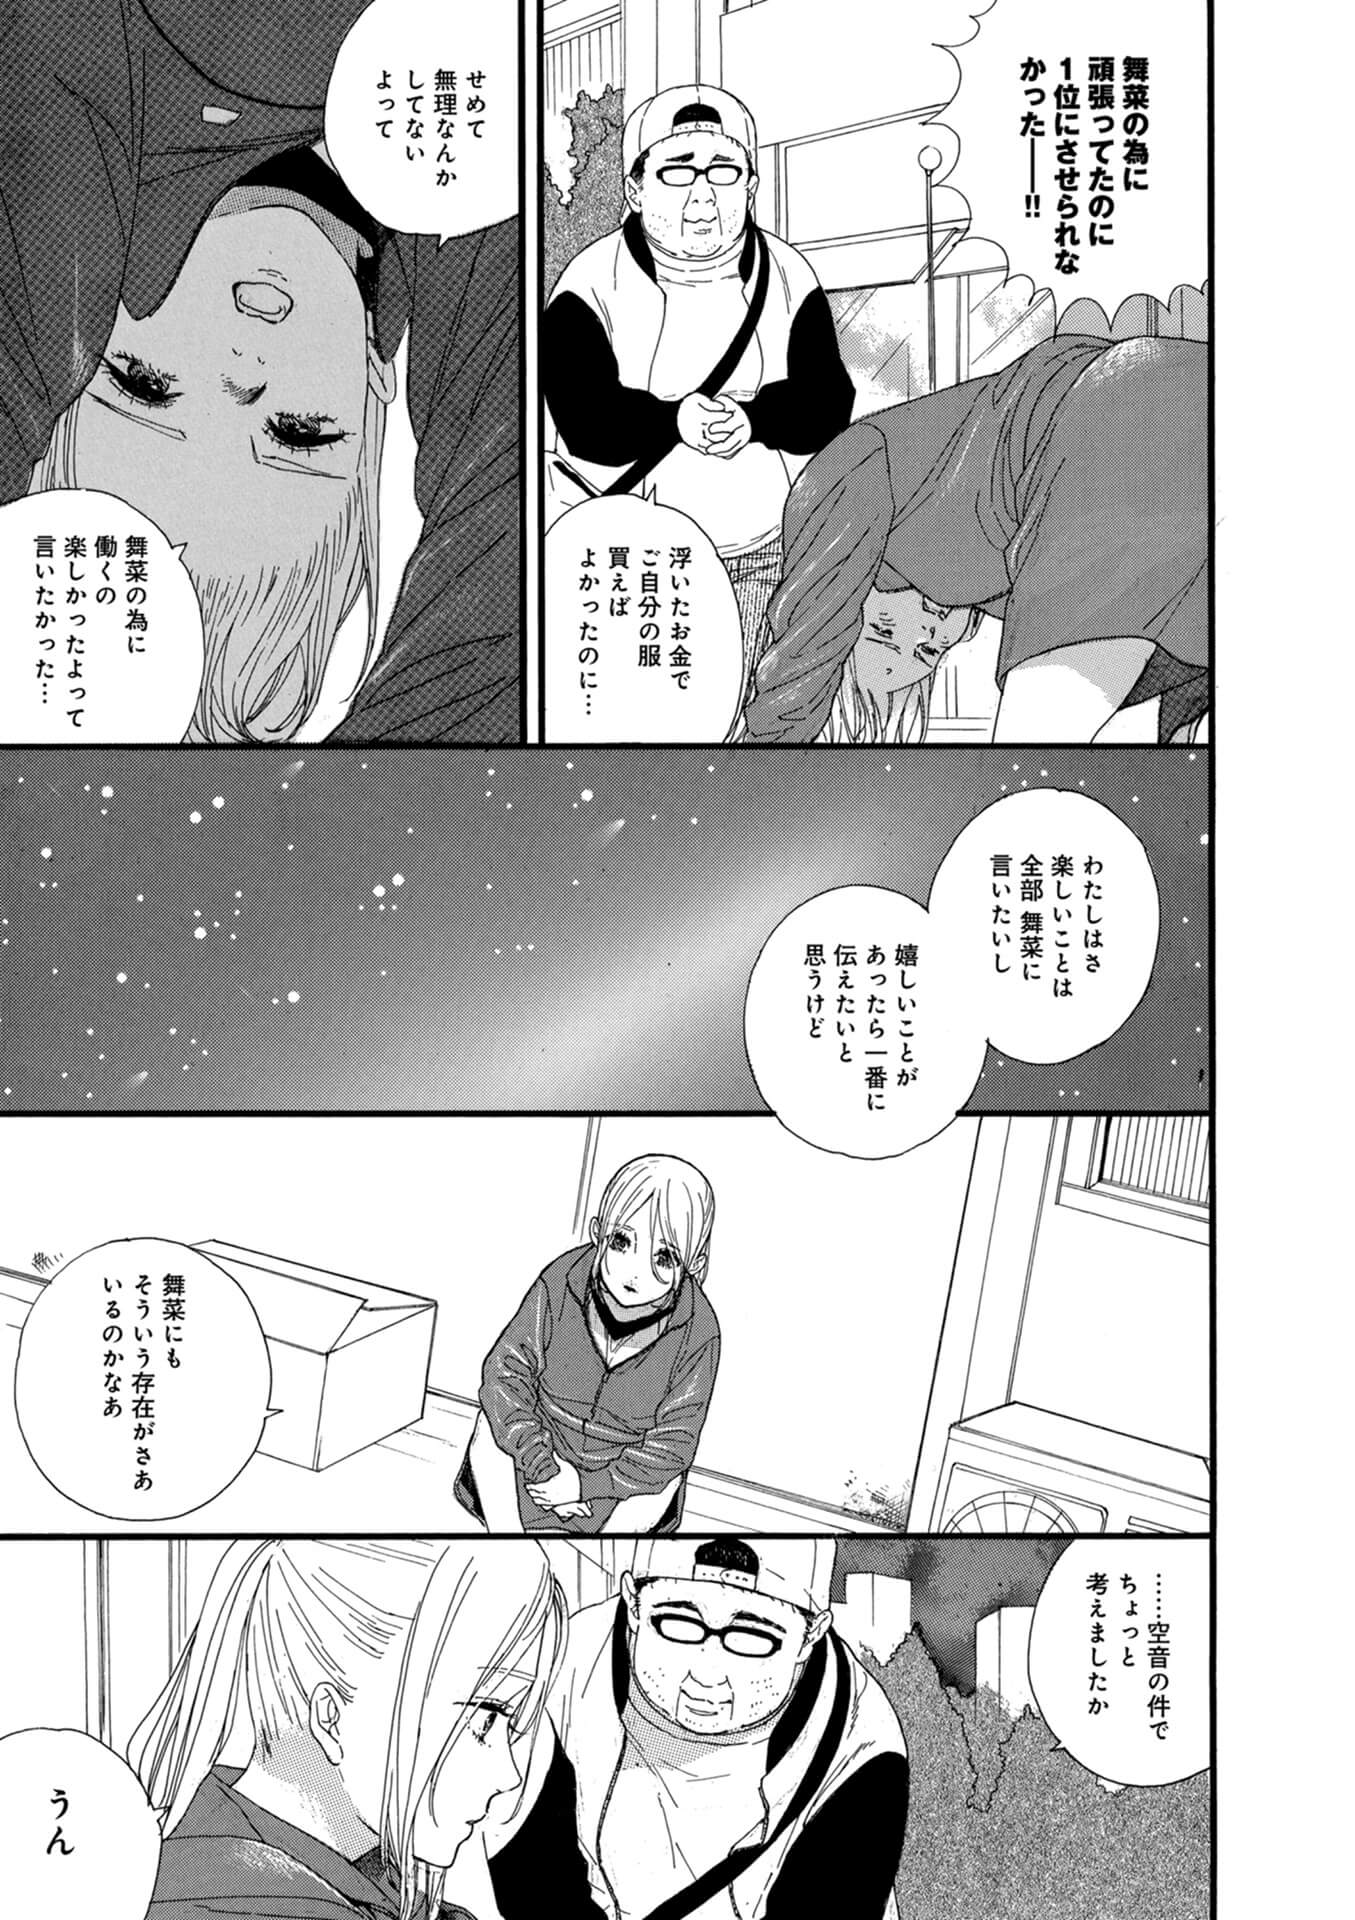 舞菜の為に
頑張ってたのに
1位にさせられな
かった――!!
浮いたお金で
ご自分の服
買えば
よかったのに…
せめて
無理なんか
してない
よって
舞菜の為に
働くの
楽しかったよって
言いたかった…
わたしはさ
楽しいことは
全部 舞菜に
言いたいし
嬉しいことが
あったら一番に
伝えたいと
思うけど
舞菜にも
そういう存在がさあ
いるのかなあ
……空音の件で
ちょっと
考えましたか
うん